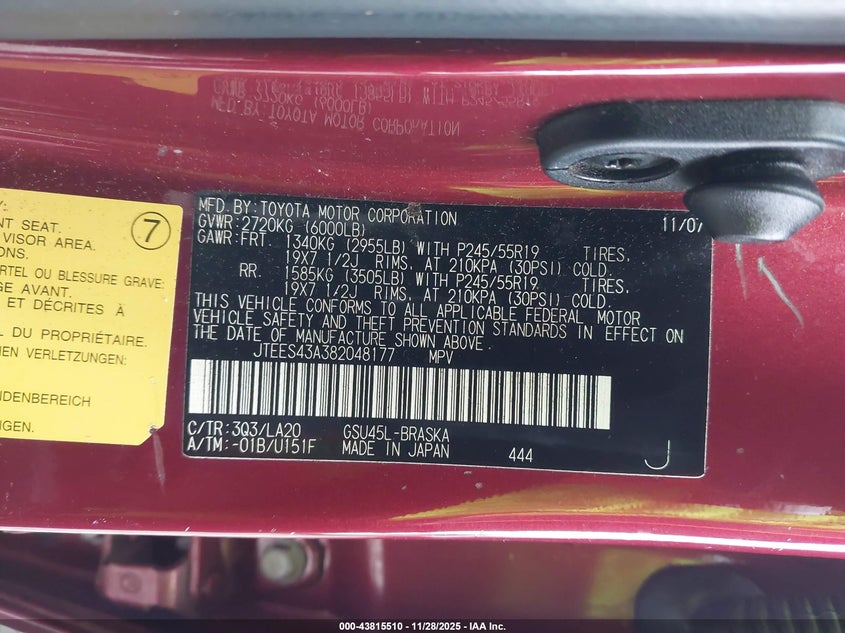 Y:
NT SEAT.
VISOR AREA.
TIONS.
RTEL OU BLESSURE GRAVE:
GE AVANT.
ET DÉCRITES À
L DU PROPRIÉTAIRE.
EN VERLETZUNGEN:
UDENBEREICH
NGEN.
7
MFD. BY: TOYOTA MOTOR CORPORATION 11/07
GVWR: 2720KG (6000LB)
GAWR: FRT. 1340KG (2955LB) WITH P245/55R19 TIRES,
19X7 1/2J RIMS, AT 210KPA (30PSI) COLD.
RR. 1585KG (3505LB) WITH P245/55R19 TIRES,
19X7 1/2J RIMS, AT 210KPA (30PSI) COLD.
THIS VEHICLE CONFORMS TO ALL APPLICABLE FEDERAL MOTOR
VEHICLE SAFETY AND THEFT PREVENTION STANDARDS IN EFFECT ON
THE DATE OF MANUFACTURE SHOWN ABOVE.
JTEES43A382048177 MPV
C/TR: 3Q3/LA20 GSU45L-BRASKA
A/TM: -01B/U151F MADE IN JAPAN 444
J
000-43815510 - 11/28/2025 - IAA Inc.